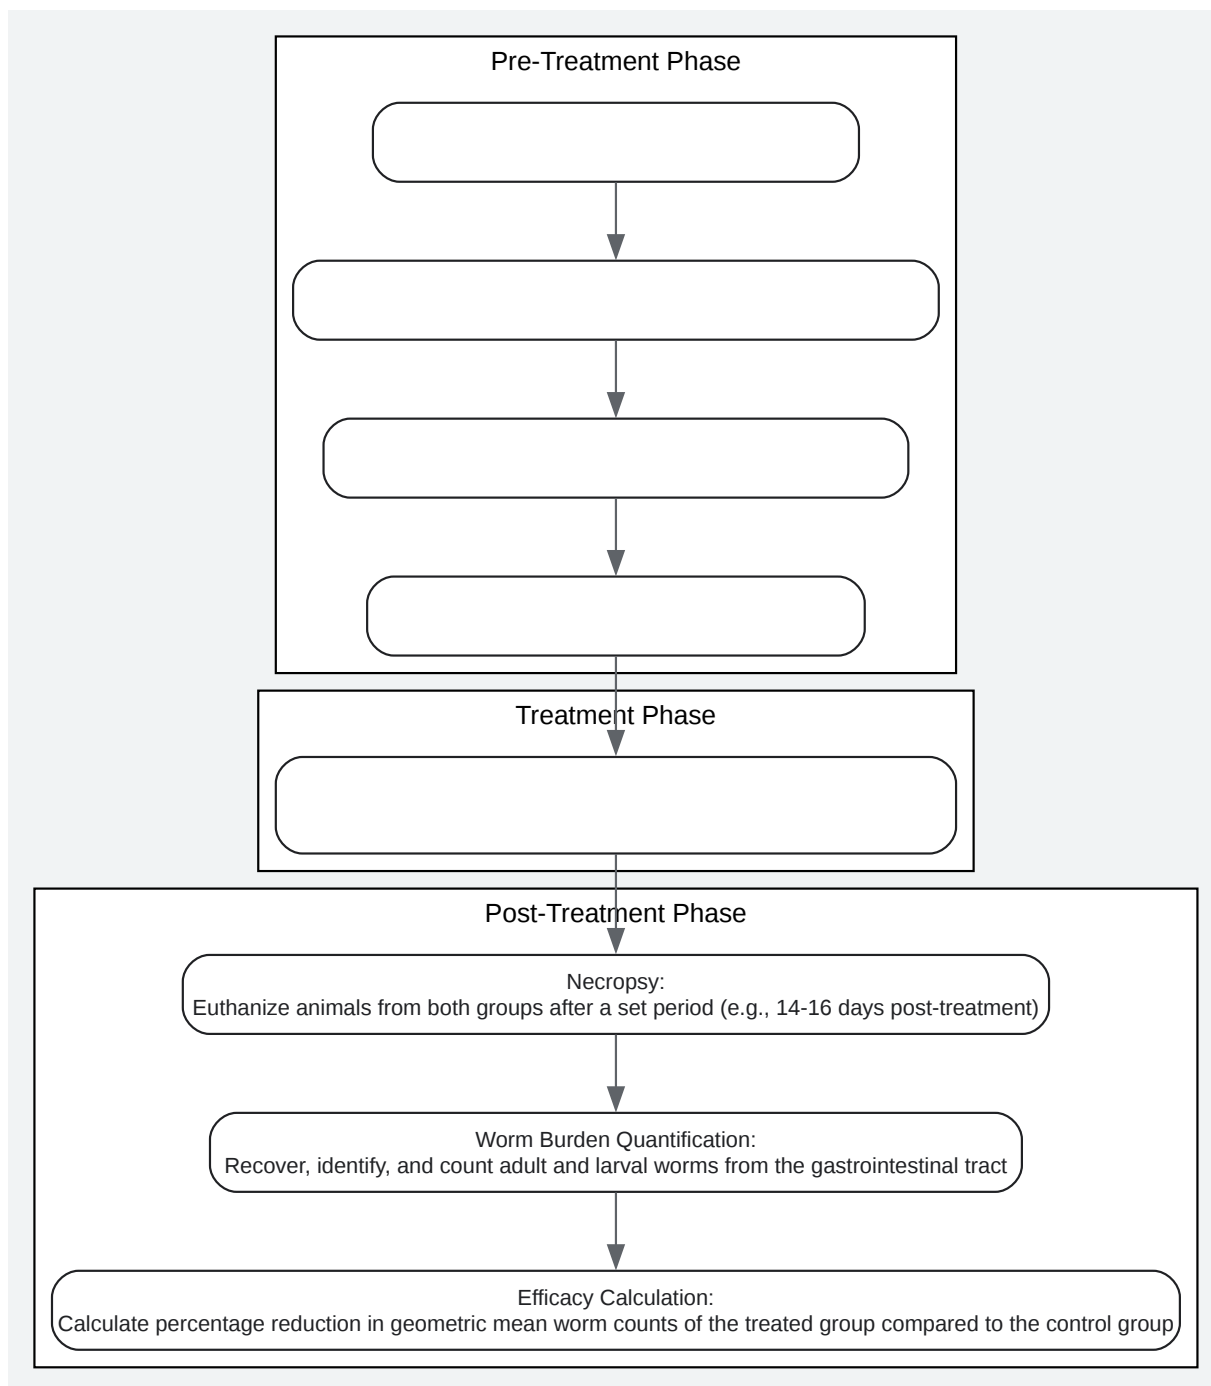 Pre-Treatment Phase
Treatment Phase
Post-Treatment Phase
Necropsy:
Euthanize animals from both groups after a set period (e.g., 14-16 days post-treatment)
Worm Burden Quantification:
Recover, identify, and count adult and larval worms from the gastrointestinal tract
Efficacy Calculation:
Calculate percentage reduction in geometric mean worm counts of the treated group compared to the control group